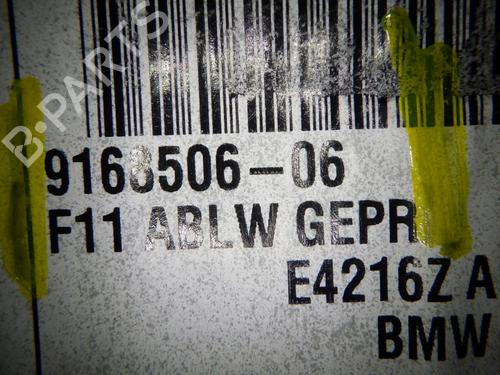 B-PARTS
9168506-06
F11 ABLW GEPR
E4216Z A
BMW